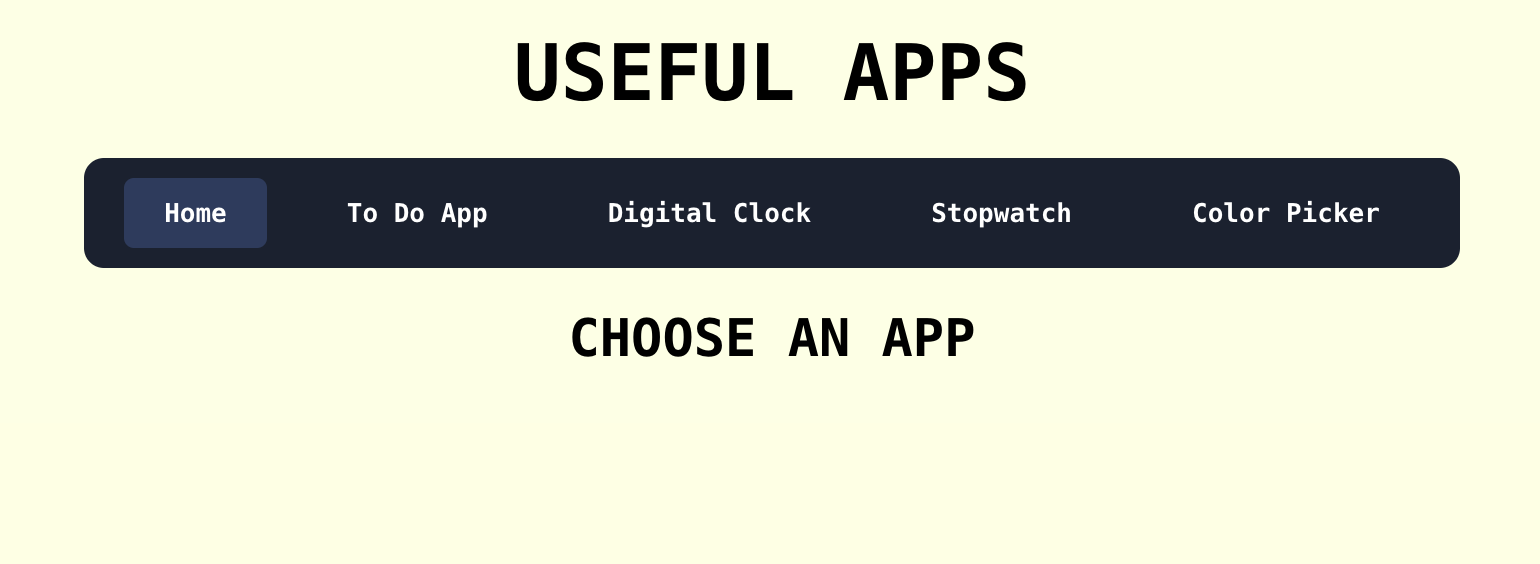 USEFUL APPS
Home To Do App Digital Clock Stopwatch Color Picker
CHOOSE AN APP